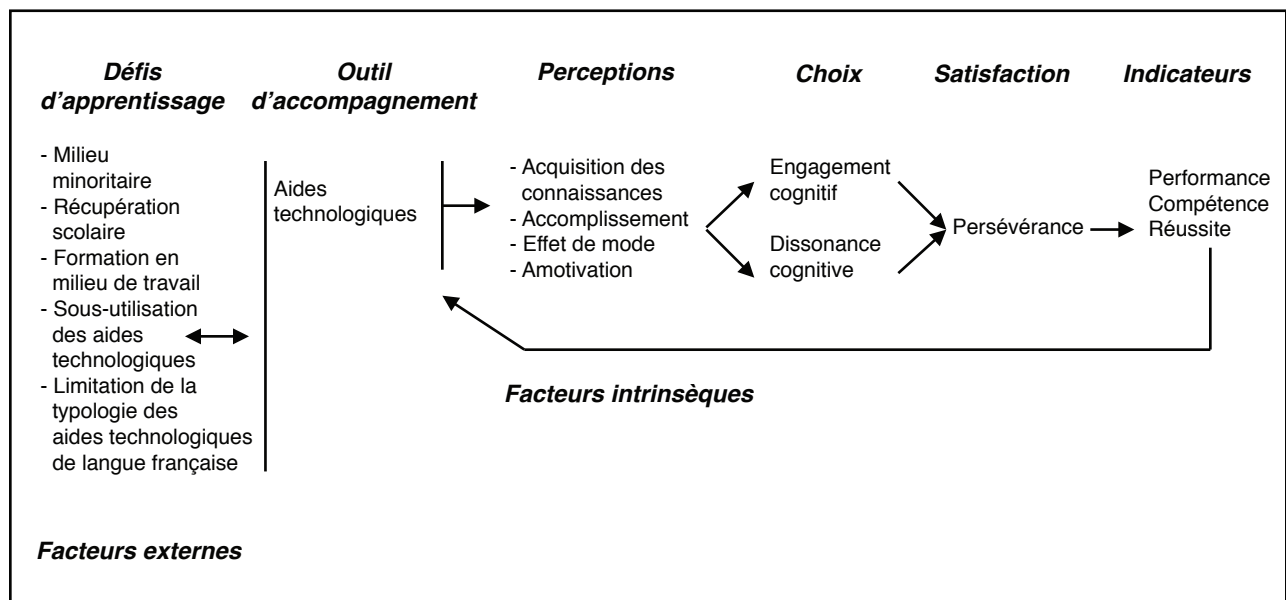 Défis
d'apprentissage
Outil
d'accompagnement
Perceptions
Choix
Satisfaction
Indicateurs
- Milieu
minoritaire
- Récupération
scolaire
- Formation en
milieu de travail
- Sous-utilisation
des aides
technologiques
- Limitation de la
typologie des
aides technologiques
de langue française
Aides
technologiques
- Acquisition des
connaissances
- Accomplissement
- Effet de mode
- Amotivation
Engagement
cognitif
Dissonance
cognitive
Persévérance
Performance
Compétence
Réussite
Facteurs intrinsèques
Facteurs externes